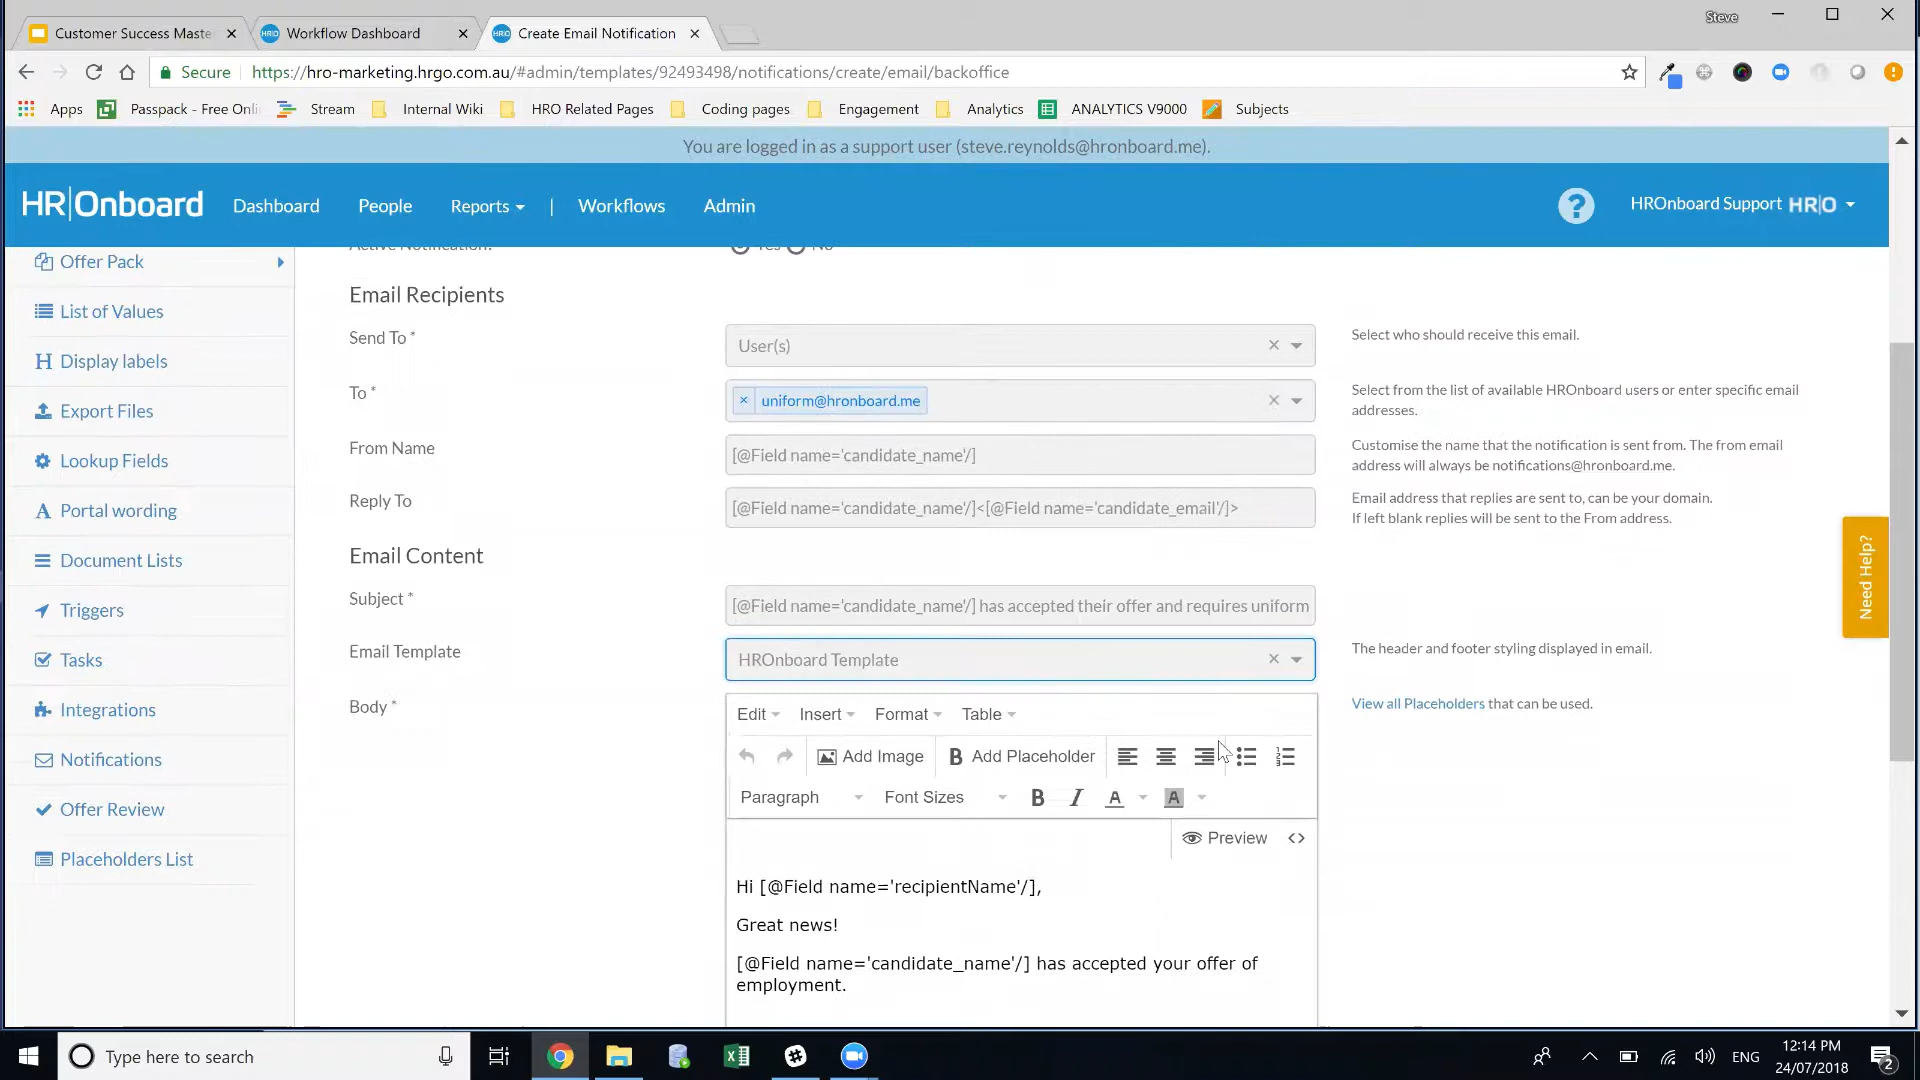 Steve
Customer Success Maste
Workflow Dashboard
Create Email Notification
Secure
https://hro-marketing.hrgo.com.au/#admin/templates/92493498/notifications/create/email/backoffice
Apps
Passpack - Free Onli
Stream
Internal Wiki
HRO Related Pages
Coding pages
Engagement
Analytics
ANALYTICS V9000
Subjects
You are logged in as a support user (steve.reynolds@hronboard.me).
HR|Onboard
Dashboard
People
Reports
|
Workflows
Admin
?
HROnboard Support HR|O
Offer Pack
List of Values
Display labels
Export Files
Lookup Fields
Portal wording
Document Lists
Triggers
Tasks
Integrations
Notifications
Offer Review
Placeholders List
Active Notification:
Yes
No
Email Recipients
Send To *
User(s)
Select who should receive this email.
To *
× uniform@hronboard.me
Select from the list of available HROnboard users or enter specific email
addresses.
From Name
[@Field name='candidate_name'/]
Customise the name that the notification is sent from. The from email
address will always be notifications@hronboard.me.
Reply To
[@Field name='candidate_name'/]<[@Field name='candidate_email'/]>
Email address that replies are sent to, can be your domain.
If left blank replies will be sent to the From address.
Email Content
Subject *
[@Field name='candidate_name'/] has accepted their offer and requires uniform
Email Template
HROnboard Template
The header and footer styling displayed in email.
Body *
View all Placeholders that can be used.
Edit
Insert
Format
Table
Add Image
B Add Placeholder
Paragraph
Font Sizes
B
I
A
A
Preview
<>
Hi [@Field name='recipientName'/],
Great news!
[@Field name='candidate_name'/] has accepted your offer of
employment.
Need Help?
Type here to search
ENG
12:14 PM
24/07/2018
2